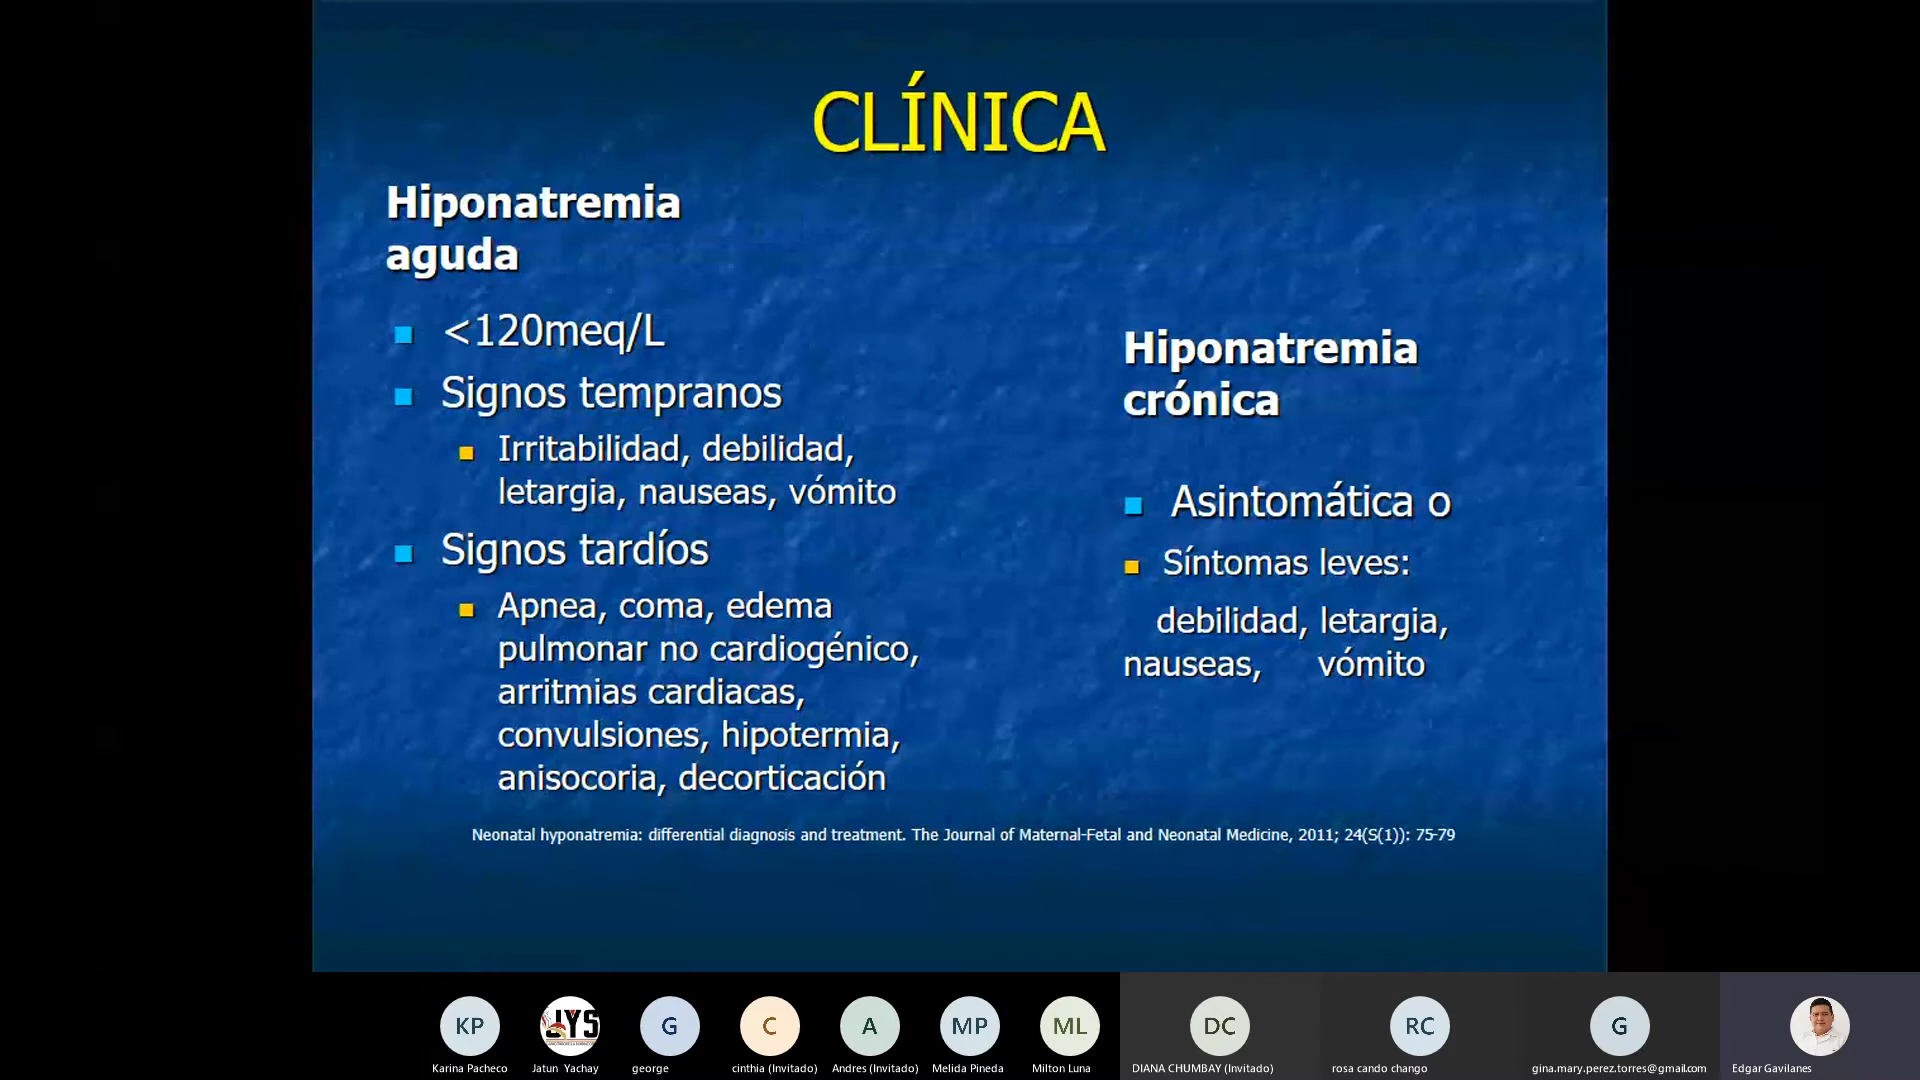 CLÍNICA
Hiponatremia
aguda
<120meq/L
Signos tempranos
Irritabilidad, debilidad,
letargia, nauseas, vómito
Signos tardíos
Apnea, coma, edema
pulmonar no cardiogénico,
arritmias cardiacas,
convulsiones, hipotermia,
anisocoria, decorticación
Hiponatremia
crónica
Asintomática o
Síntomas leves:
debilidad, letargia,
nauseas, vómito
Neonatal hyponatremia: differential diagnosis and treatment. The Journal of Maternal-Fetal and Neonatal Medicine, 2011; 24(S(1)): 75-79
KP
JYS
G
C
A
MP
ML
DC
RC
G
Karina Pacheco
Jatun Yachay
george
cinthia (Invitado)
Andres (Invitado)
Melida Pineda
Milton Luna
DIANA CHUMBAY (Invitado)
rosa cando chango
gina.mary.perez.torres@gmail.com
Edgar Gavilanes